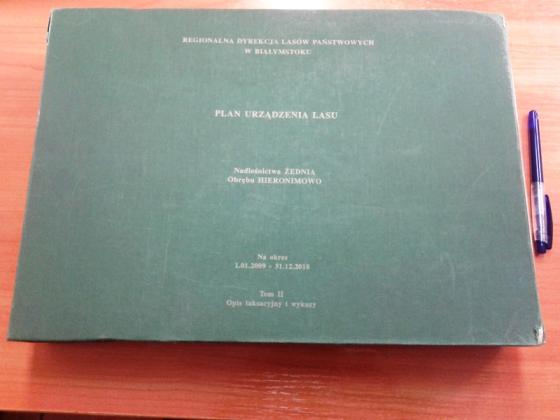 REGIONALNA DYREKCJA LASÓW PAŃSTWOWYCH
W BIAŁYMSTOKU
PLAN URZĄDZENIA LASU
Nadleśnictwa ŻEDNIA
Obrębu HIERONIMOWO
Na okres
1.01.2009 - 31.12.2018
Tom II
Opis taksacyjny i wykazy